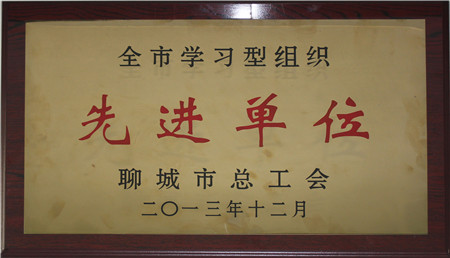 全市学习型组织
先进单位
聊城市总工会
二〇一三年十二月